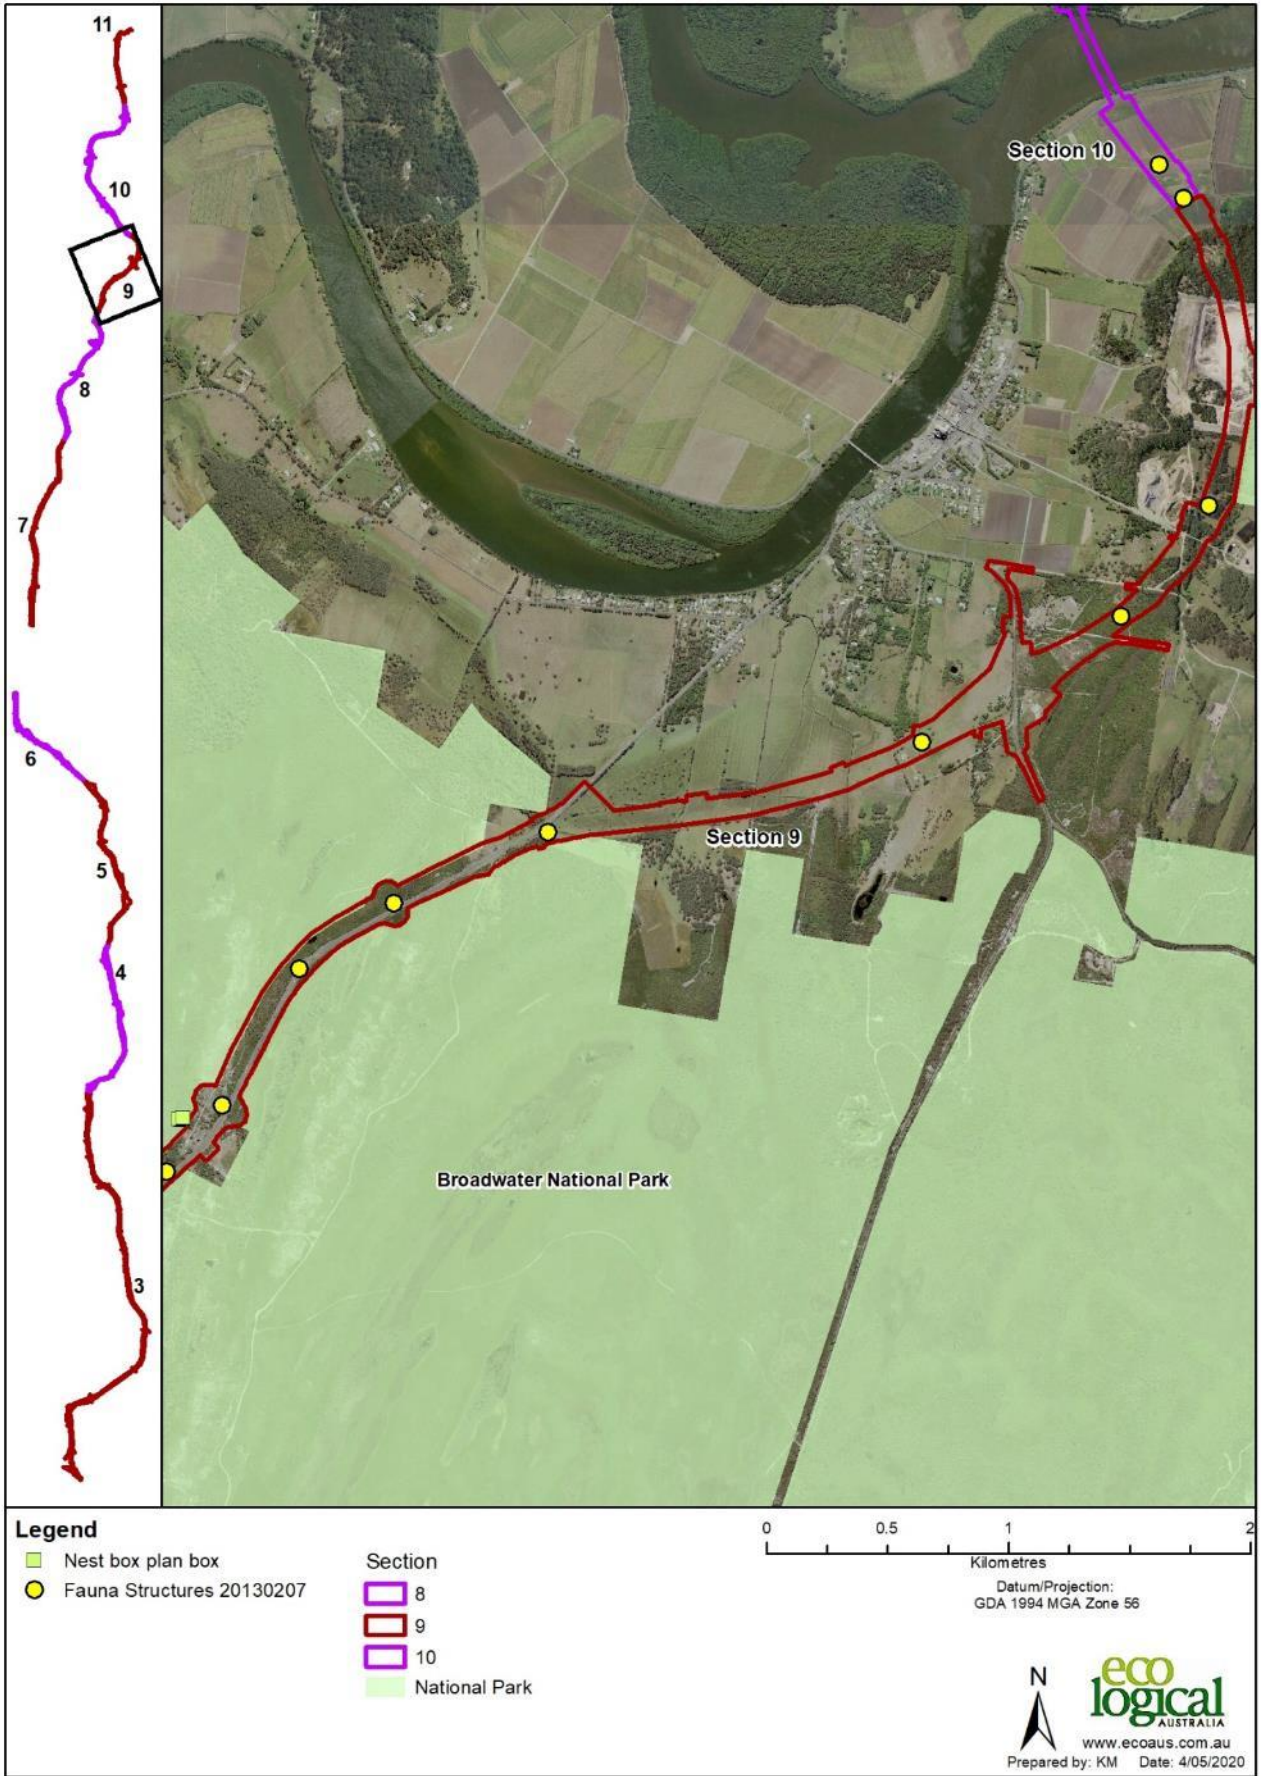 11
10
9
8
7
6
5
4
3
Section 10
Section 9
Broadwater National Park
Legend
Nest box plan box
Fauna Structures 20130207
Section
8
9
10
National Park
0 0.5 1 2
Kilometres
Datum/Projection:
GDA 1994 MGA Zone 56
N
eco
logical
AUSTRALIA
www.ecoaus.com.au
Prepared by: KM Date: 4/05/2020